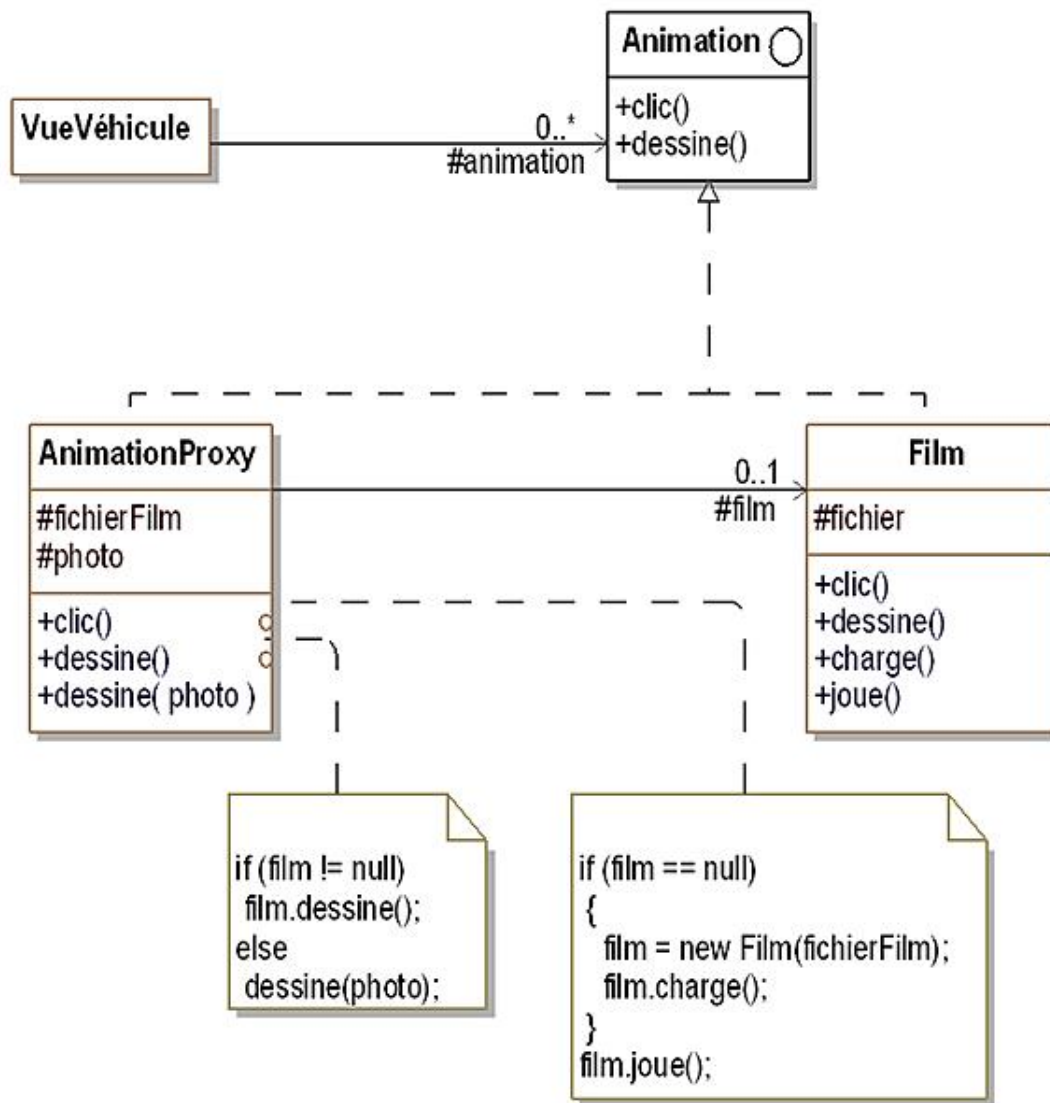 Animation
+clic()
+dessine()
VueVéhicule
0..*
#animation
AnimationProxy
#fichierFilm
#photo
+clic()
+dessine()
+dessine( photo )
0..1
#film
Film
#fichier
+clic()
+dessine()
+charge()
+joue()
if (film != null)
film.dessine();
else
dessine(photo);
if (film == null)
{
film = new Film(fichierFilm);
film.charge();
}
film.joue();